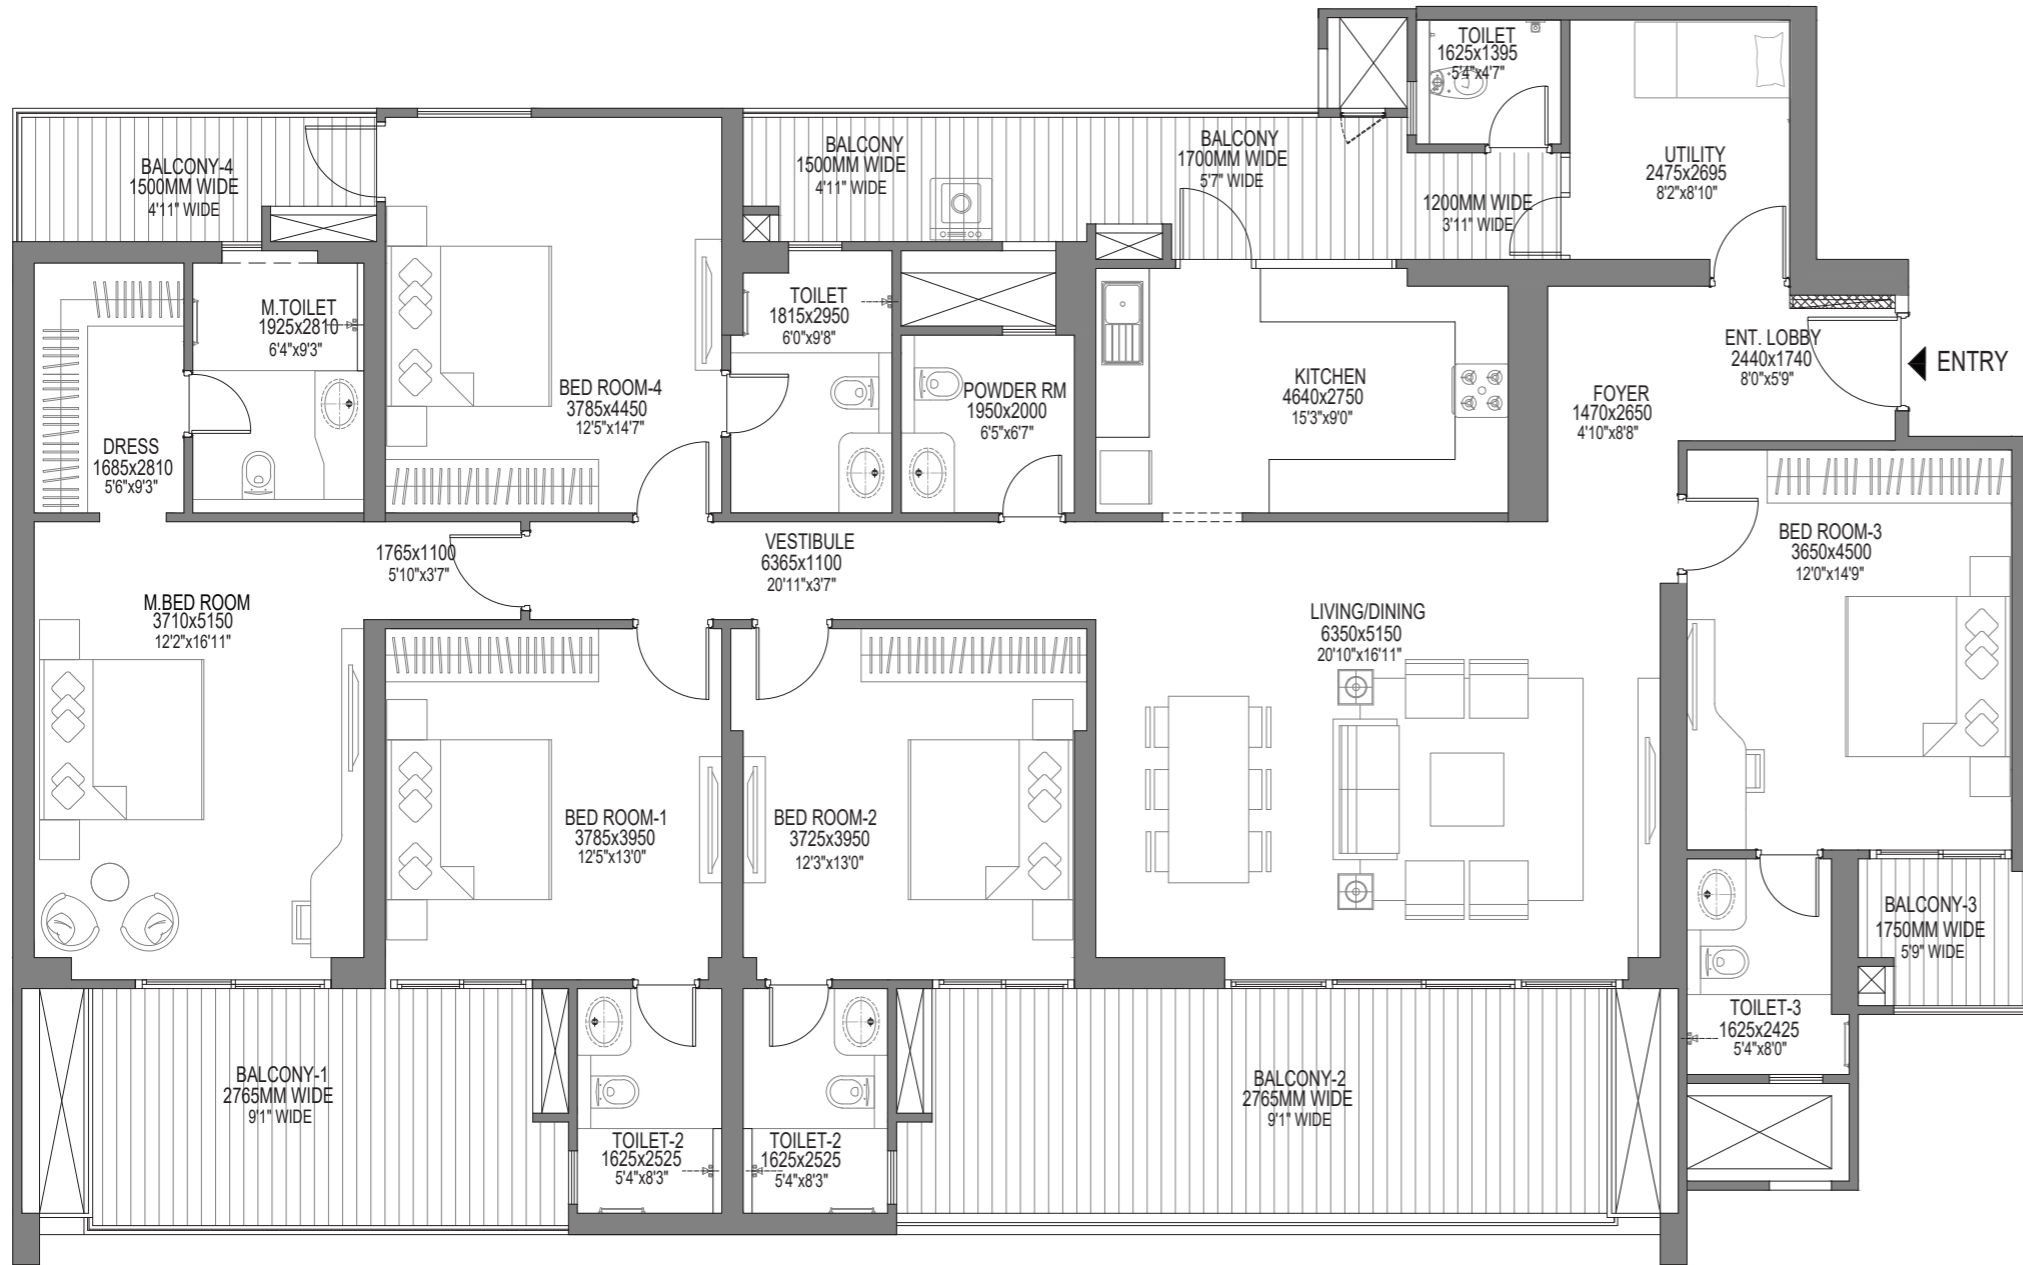 TOILET
1625x1395
5'4"x4'7"
UTILITY
2475x2695
8'2"x8'10"
BALCONY-4
1500MM WIDE
4'11" WIDE
BALCONY
1500MM WIDE
4'11" WIDE
BALCONY
1700MM WIDE
5'7" WIDE
1200MM WIDE
3'11" WIDE
M.TOILET
1925x2810
6'4"x9'3"
TOILET
1815x2950
6'0"x9'8"
ENT. LOBBY
2440x1740
8'0"x5'9"
ENTRY
DRESS
1685x2810
5'6"x9'3"
BED ROOM-4
3785x4450
12'5"x14'7"
POWDER RM
1950x2000
6'5"x6'7"
KITCHEN
4640x2750
15'3"x9'0"
FOYER
1470x2650
4'10"x8'8"
1765x1100
5'10"x3'7"
VESTIBULE
6365x1100
20'11"x3'7"
BED ROOM-3
3650x4500
12'0"x14'9"
M.BED ROOM
3710x5150
12'2"x16'11"
LIVING/DINING
6350x5150
20'10"x16'11"
BED ROOM-1
3785x3950
12'5"x13'0"
BED ROOM-2
3725x3950
12'3"x13'0"
BALCONY-3
1750MM WIDE
5'9" WIDE
TOILET-3
1625x2425
5'4"x8'0"
BALCONY-1
2765MM WIDE
9'1" WIDE
BALCONY-2
2765MM WIDE
9'1" WIDE
TOILET-2
1625x2525
5'4"x8'3"
TOILET-2
1625x2525
5'4"x8'3"